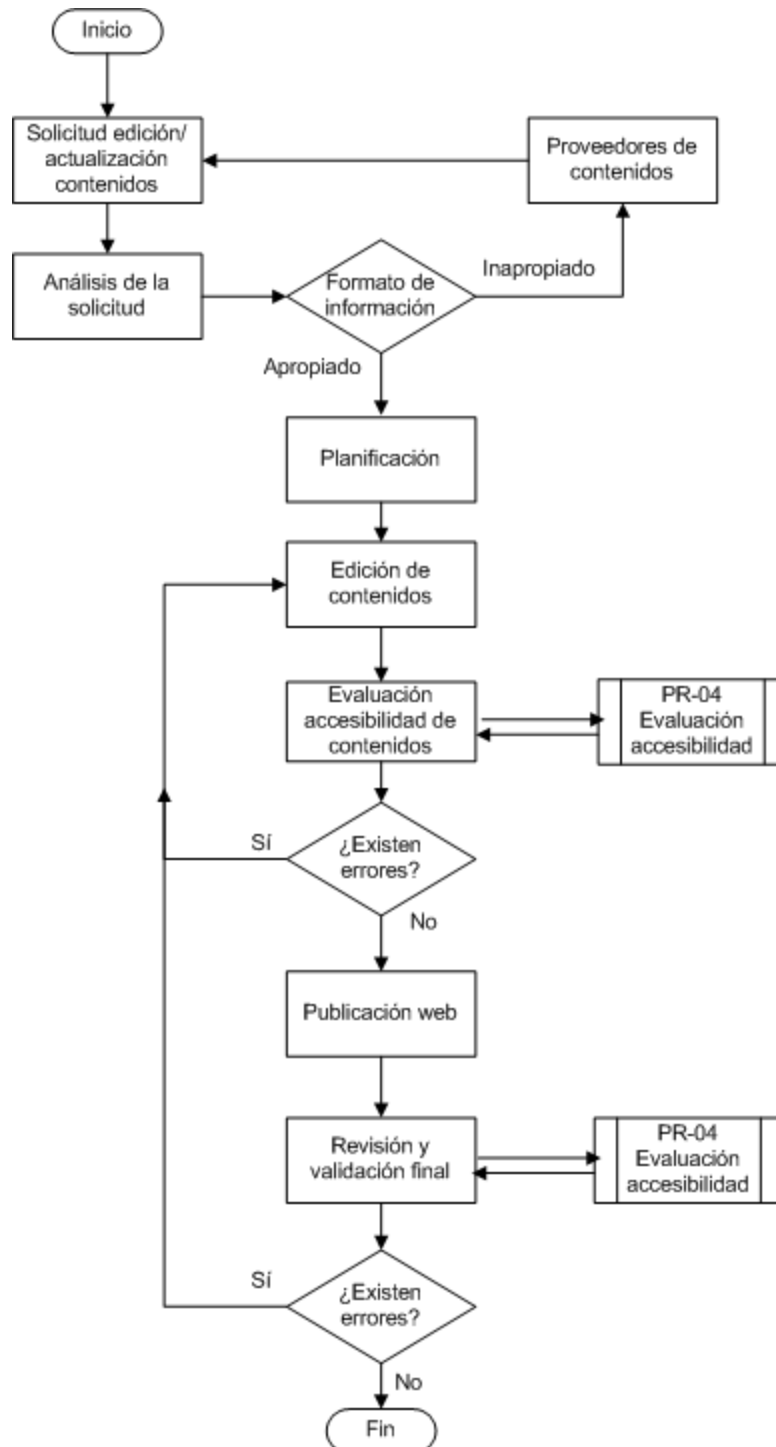 Inicio
Solicitud edición/
actualización
contenidos
Proveedores de
contenidos
Análisis de la
solicitud
Formato de
información
Inapropiado
Apropiado
Planificación
Edición de
contenidos
Evaluación
accesibilidad de
contenidos
PR-04
Evaluación
accesibilidad
¿Existen
errores?
Sí
No
Publicación web
Revisión y
validación final
PR-04
Evaluación
accesibilidad
¿Existen
errores?
Sí
No
Fin